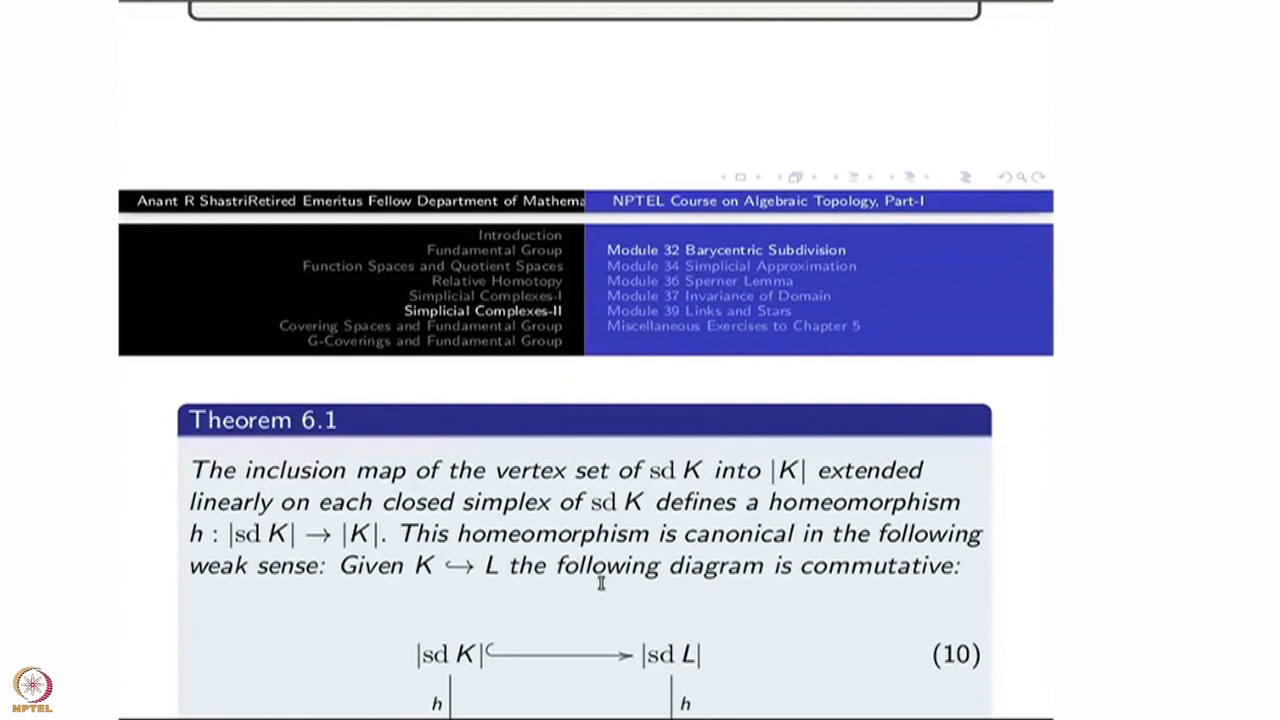 Anant R ShastriRetired Emeritus Fellow Department of Mathema
NPTEL Course on Algebraic Topology, Part-I
Introduction
Fundamental Group
Function Spaces and Quotient Spaces
Relative Homotopy
Simplicial Complexes-I
Simplicial Complexes-II
Covering Spaces and Fundamental Group
G-Coverings and Fundamental Group
Module 32 Barycentric Subdivision
Module 34 Simplicial Approximation
Module 36 Sperner Lemma
Module 37 Invariance of Domain
Module 39 Links and Stars
Miscellaneous Exercises to Chapter 5
Theorem 6.1
The inclusion map of the vertex set of sd K into |K| extended
linearly on each closed simplex of sd K defines a homeomorphism
h : |sd K| → |K|. This homeomorphism is canonical in the following
weak sense: Given K ↪ L the following diagram is commutative:
|sd K| ↪ |sd L| (10)
h h
NPTEL